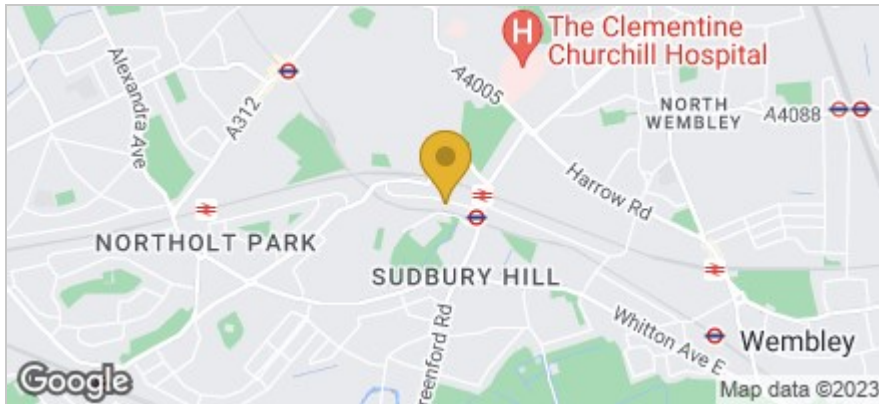 The Clementine
Churchill Hospital
H
Alexandra Ave
A312
A4005
NORTH
WEMBLEY
A4088
Harrow Rd
NORTHOLT PARK
SUDBURY HILL
Greenford Rd
Whitton Ave E
Wembley
Google
Map data ©2023